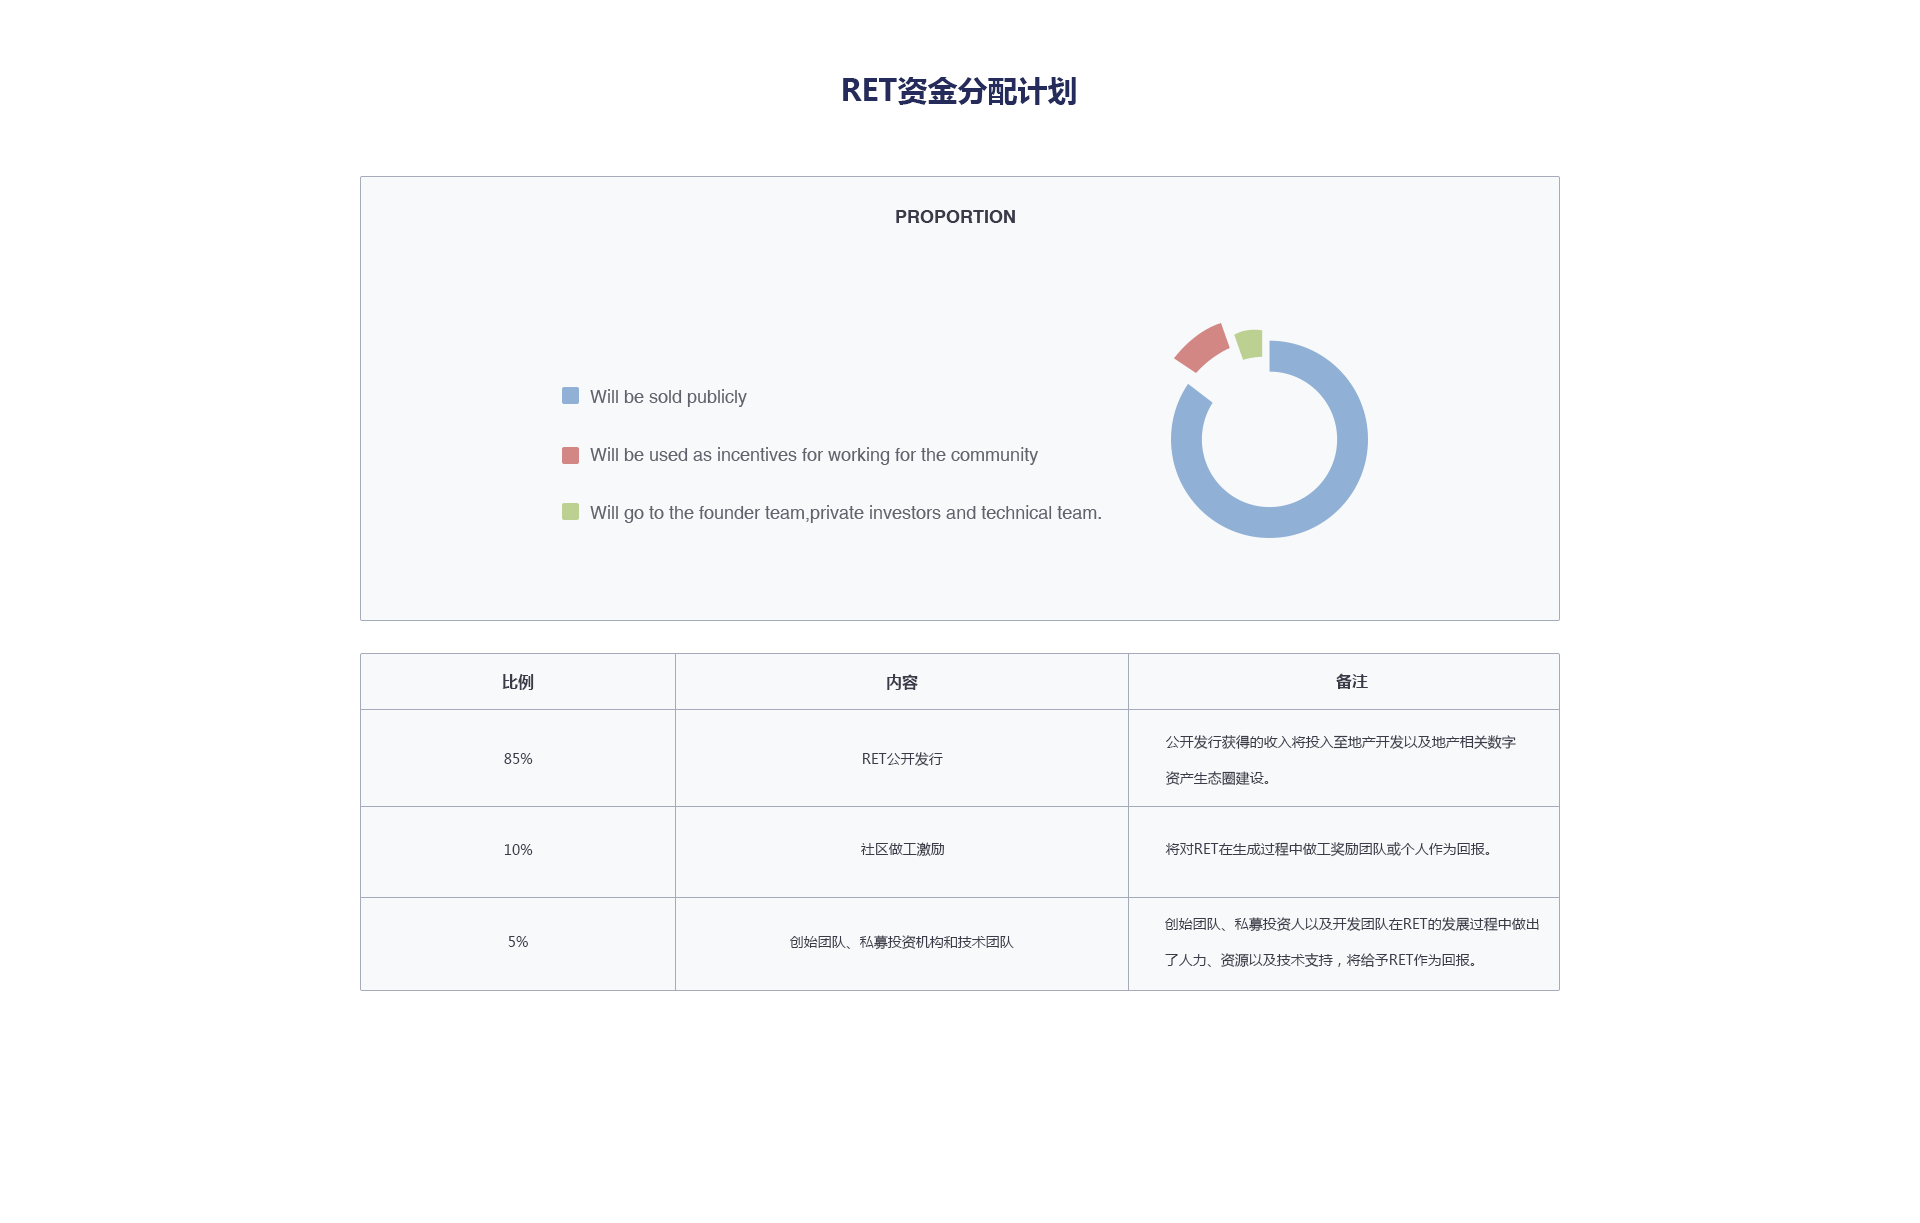 RET资金分配计划
PROPORTION
Will be sold publicly
Will be used as incentives for working for the community
Will go to the founder team,private investors and technical team.
比例 内容 备注
85% RET公开发行 公开发行获得的收入将投入至地产开发以及地产相关数字
资产生态圈建设。
10% 社区做工激励 将对RET在生成过程中做工奖励团队或个人作为回报。
5% 创始团队、私募投资机构和技术团队 创始团队、私募投资人以及开发团队在RET的发展过程中做出
了人力、资源以及技术支持，将给予RET作为回报。